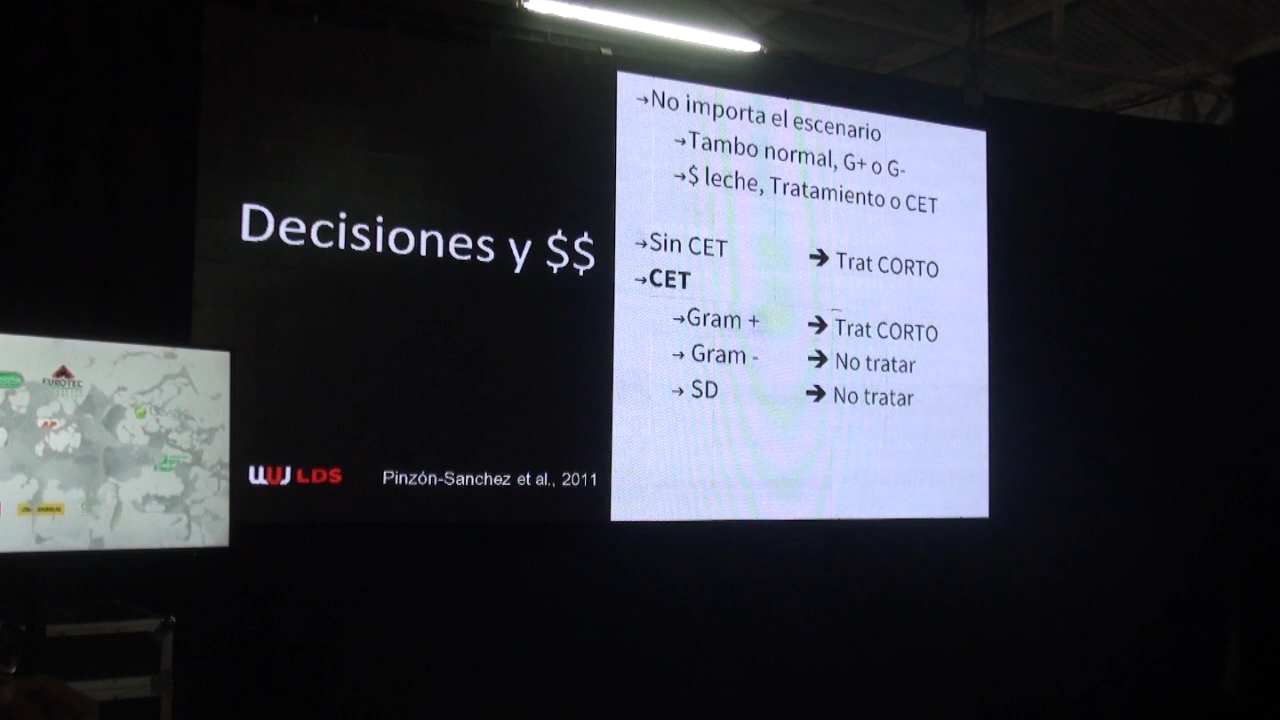 Decisiones y $$
→No importa el escenario
→Tambo normal, G+ o G-
→$ leche, Tratamiento o CET
→Sin CET ➔ Trat CORTO
→CET
→Gram + ➔ Trat CORTO
→ Gram - ➔ No tratar
→ SD ➔ No tratar
LDS Pinzón-Sanchez et al., 2011
EUROTEC